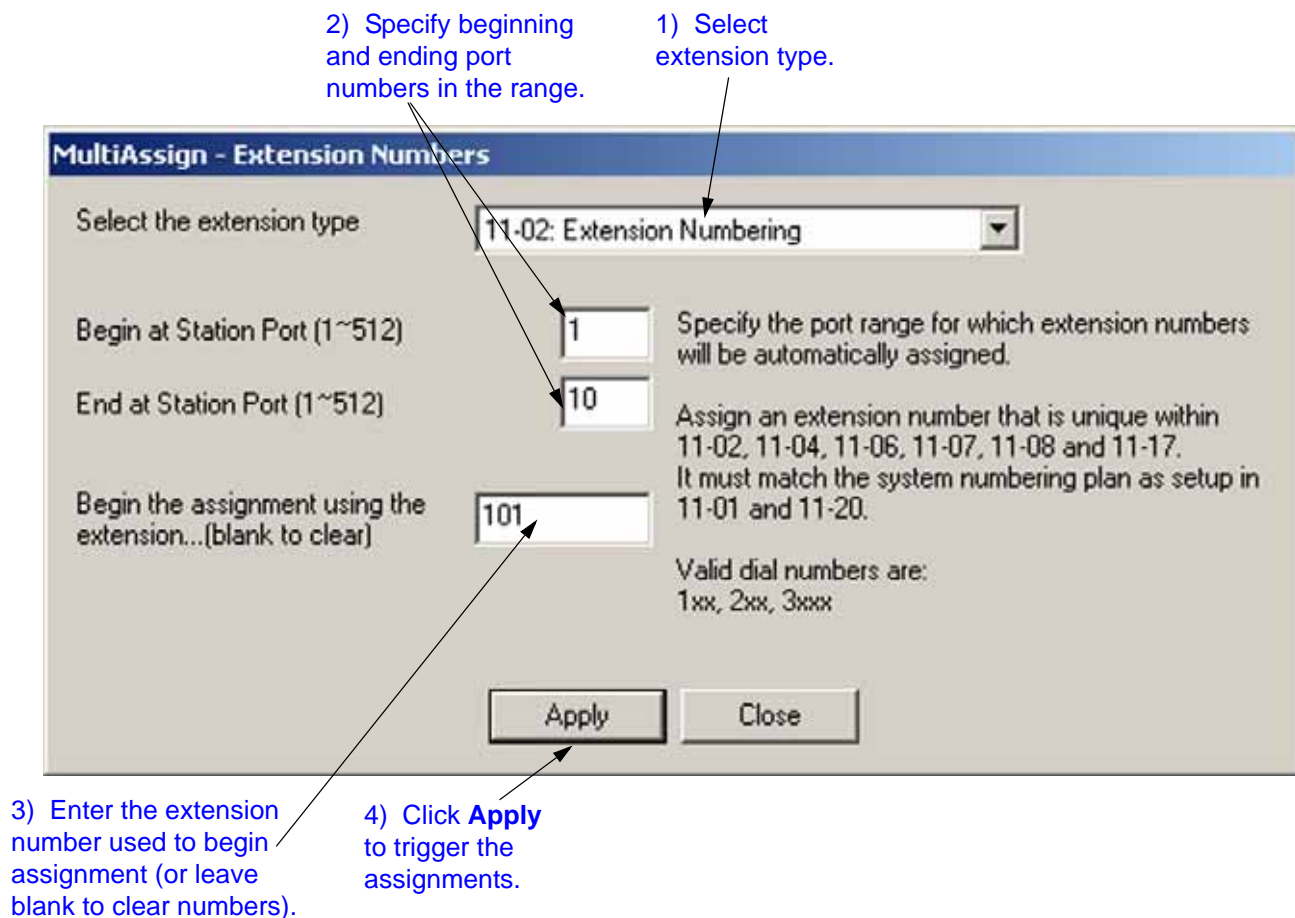 2) Specify beginning
and ending port
numbers in the range.
1) Select
extension type.
MultiAssign - Extension Numbers
Select the extension type
11-02: Extension Numbering
Begin at Station Port (1~512)
1
End at Station Port (1~512)
10
Specify the port range for which extension numbers
will be automatically assigned.
Assign an extension number that is unique within
11-02, 11-04, 11-06, 11-07, 11-08 and 11-17.
It must match the system numbering plan as setup in
11-01 and 11-20.
Begin the assignment using the
extension...(blank to clear)
101
Valid dial numbers are:
1xx, 2xx, 3xxx
Apply
Close
3) Enter the extension
number used to begin
assignment (or leave
blank to clear numbers).
4) Click Apply
to trigger the
assignments.